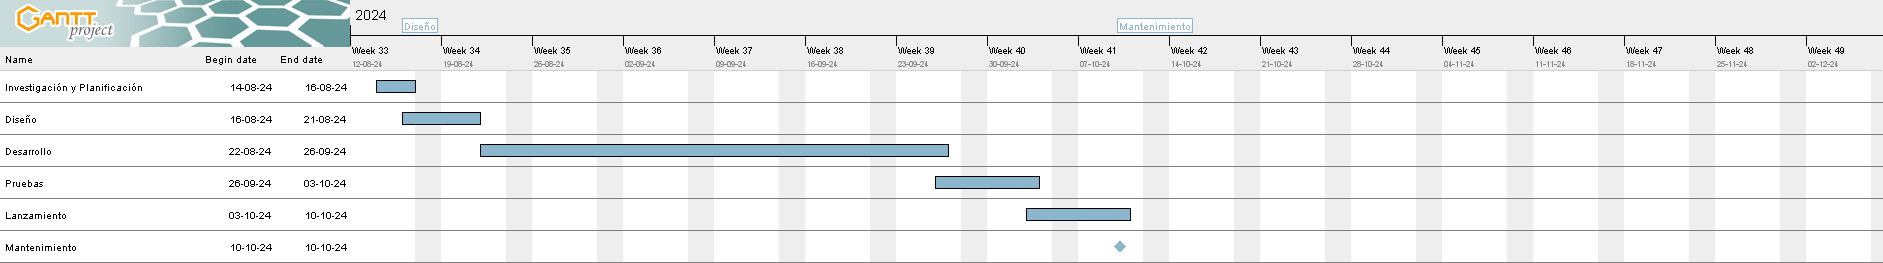 GANTT
project
2024
Diseño Mantenimiento
Week 33 Week 34 Week 35 Week 36 Week 37 Week 38 Week 39 Week 40 Week 41 Week 42 Week 43 Week 44 Week 45 Week 46 Week 47 Week 48 Week 49
Name Begin date End date 12-08-24 19-08-24 26-08-24 02-09-24 09-09-24 16-09-24 23-09-24 30-09-24 07-10-24 14-10-24 21-10-24 28-10-24 04-11-24 11-11-24 18-11-24 25-11-24 02-12-24
Investigación y Planificación 14-08-24 16-08-24
Diseño 16-08-24 21-08-24
Desarrollo 22-08-24 26-09-24
Pruebas 26-09-24 03-10-24
Lanzamiento 03-10-24 10-10-24
Mantenimiento 10-10-24 10-10-24